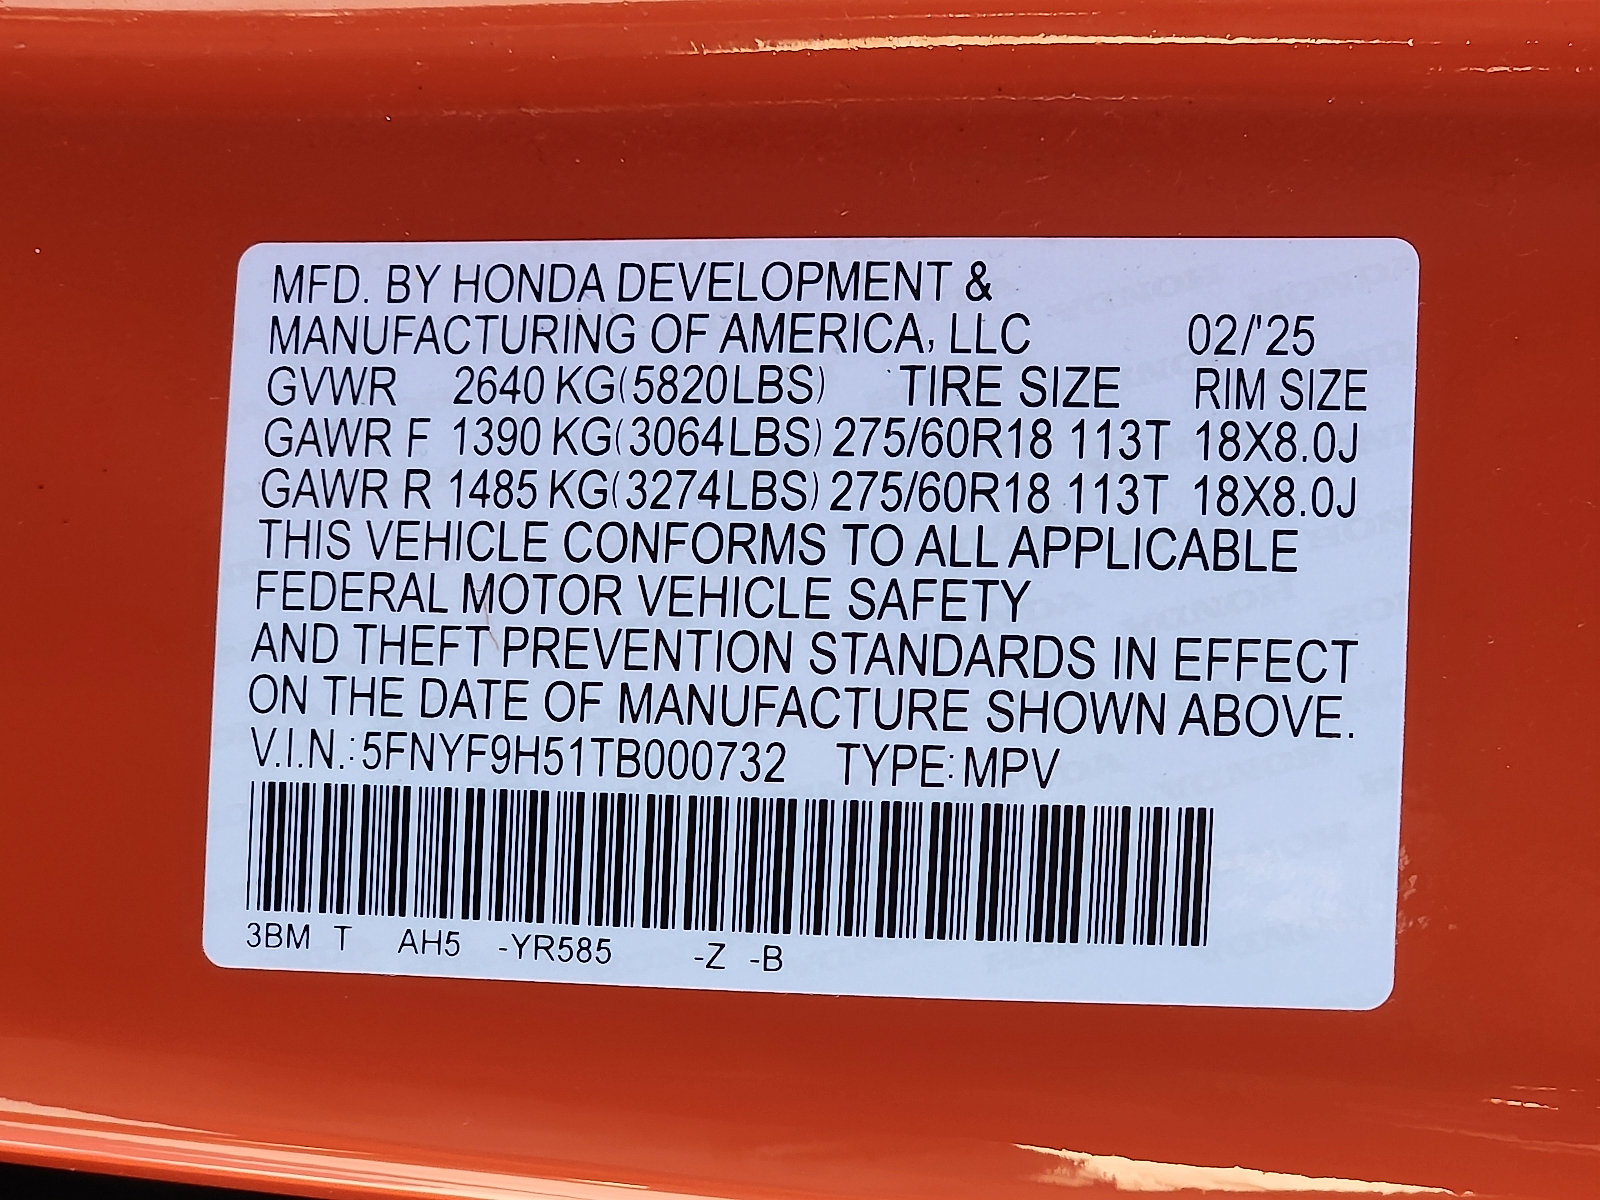 MFD. BY HONDA DEVELOPMENT &
MANUFACTURING OF AMERICA, LLC 02/'25
GVWR 2640 KG(5820LBS) TIRE SIZE RIM SIZE
GAWR F 1390 KG(3064LBS) 275/60R18 113T 18X8.0J
GAWR R 1485 KG(3274LBS) 275/60R18 113T 18X8.0J
THIS VEHICLE CONFORMS TO ALL APPLICABLE
FEDERAL MOTOR VEHICLE SAFETY
AND THEFT PREVENTION STANDARDS IN EFFECT
ON THE DATE OF MANUFACTURE SHOWN ABOVE.
V.I.N.: 5FNYF9H51TB000732 TYPE: MPV
3BM T AH5 -YR585 -Z -B